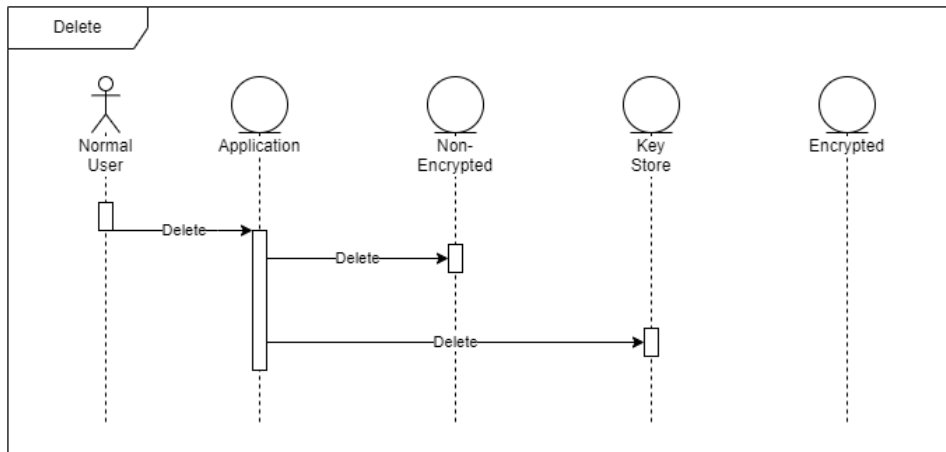 Delete
Normal
User
Application
Non-
Encrypted
Key
Store
Encrypted
Delete
Delete
Delete